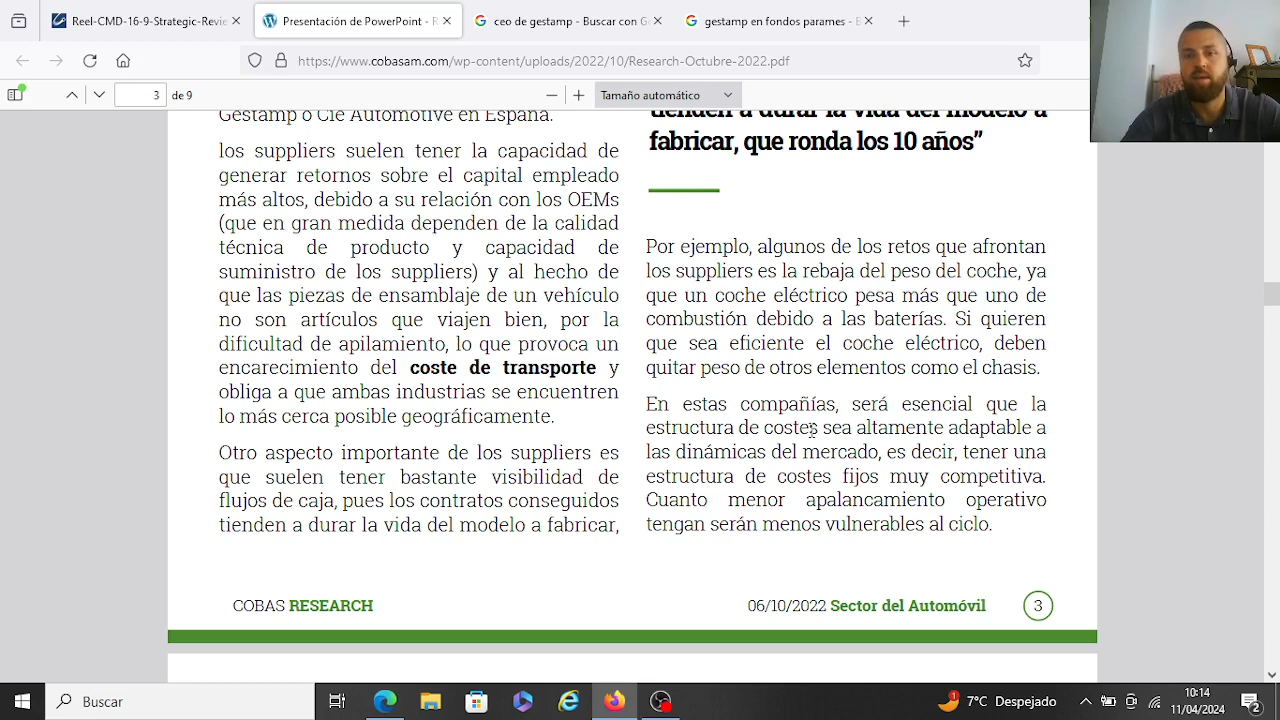 Reel-CMD-16-9-Strategic-Revie
Presentación de PowerPoint - R
ceo de gestamp - Buscar con G
gestamp en fondos parames - B
https://www.cobasam.com/wp-content/uploads/2022/10/Research-Octubre-2022.pdf
3 de 9
Tamaño automático
Gestamp o Cie Automotive en España.
los suppliers suelen tener la capacidad de
generar retornos sobre el capital empleado
más altos, debido a su relación con los OEMs
(que en gran medida dependen de la calidad
técnica de producto y capacidad de
suministro de los suppliers) y al hecho de
que las piezas de ensamblaje de un vehículo
no son artículos que viajen bien, por la
dificultad de apilamiento, lo que provoca un
encarecimiento del coste de transporte y
obliga a que ambas industrias se encuentren
lo más cerca posible geográficamente.
Otro aspecto importante de los suppliers es
que suelen tener bastante visibilidad de
flujos de caja, pues los contratos conseguidos
tienden a durar la vida del modelo a fabricar,
tienden a durar la vida del modelo a
fabricar, que ronda los 10 años”
Por ejemplo, algunos de los retos que afrontan
los suppliers es la rebaja del peso del coche, ya
que un coche eléctrico pesa más que uno de
combustión debido a las baterías. Si quieren
que sea eficiente el coche eléctrico, deben
quitar peso de otros elementos como el chasis.
En estas compañías, será esencial que la
estructura de costes sea altamente adaptable a
las dinámicas del mercado, es decir, tener una
estructura de costes fijos muy competitiva.
Cuanto menor apalancamiento operativo
tengan serán menos vulnerables al ciclo.
COBAS RESEARCH
06/10/2022 Sector del Automóvil
3
Buscar
1
7°C Despejado
10:14
11/04/2024
2